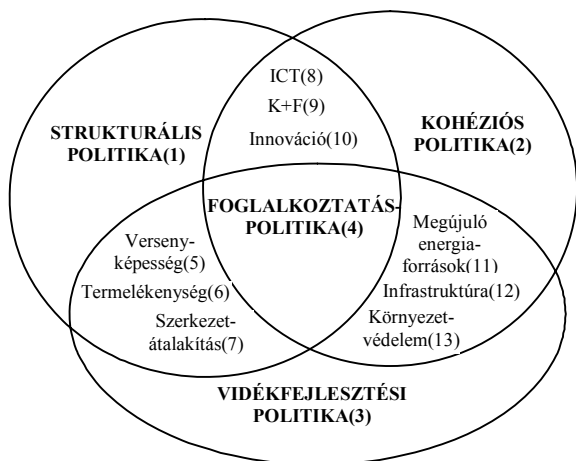 ICT(8)
K+F(9)
Innováció(10)
STRUKTURÁLIS
POLITIKA(1)
KOHÉZIÓS
POLITIKA(2)
FOGLALKOZTATÁS-
POLITIKA(4)
Verseny-
képesség(5)
Termelékenység(6)
Szerkezet-
átalakítás(7)
Megújuló
energia-
források(11)
Infrastruktúra(12)
Környezet-
védelem(13)
VIDÉKFEJLESZTÉSI
POLITIKA(3)